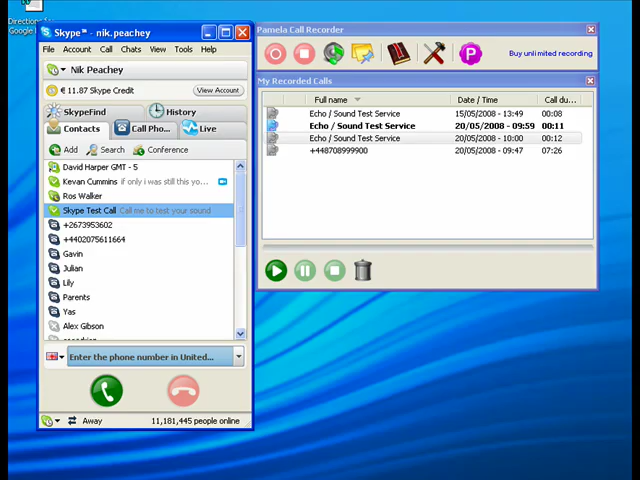 Directions for
Google
Skype™ - nik.peachey
File Account Call Chats View Tools Help
Nik Peachey
€ 11.87 Skype Credit View Account
SkypeFind History
Contacts Call Pho... Live
Add Search Conference
David Harper GMT - 5
Kevan Cummins if only i was still this yo...
Ros Walker
Skype Test Call Call me to test your sound
+2673953602
+4402075611664
Gavin
Julian
Lily
Parents
Yas
Alex Gibson
Enter the phone number in United...
Away 11,181,445 people online
Pamela Call Recorder
P
Buy unlimited recording
My Recorded Calls
Full name Date / Time Call du...
Echo / Sound Test Service 15/05/2008 - 13:49 00:08
Echo / Sound Test Service 20/05/2008 - 09:59 00:11
Echo / Sound Test Service 20/05/2008 - 10:00 00:12
+448708999900 20/05/2008 - 09:47 07:26